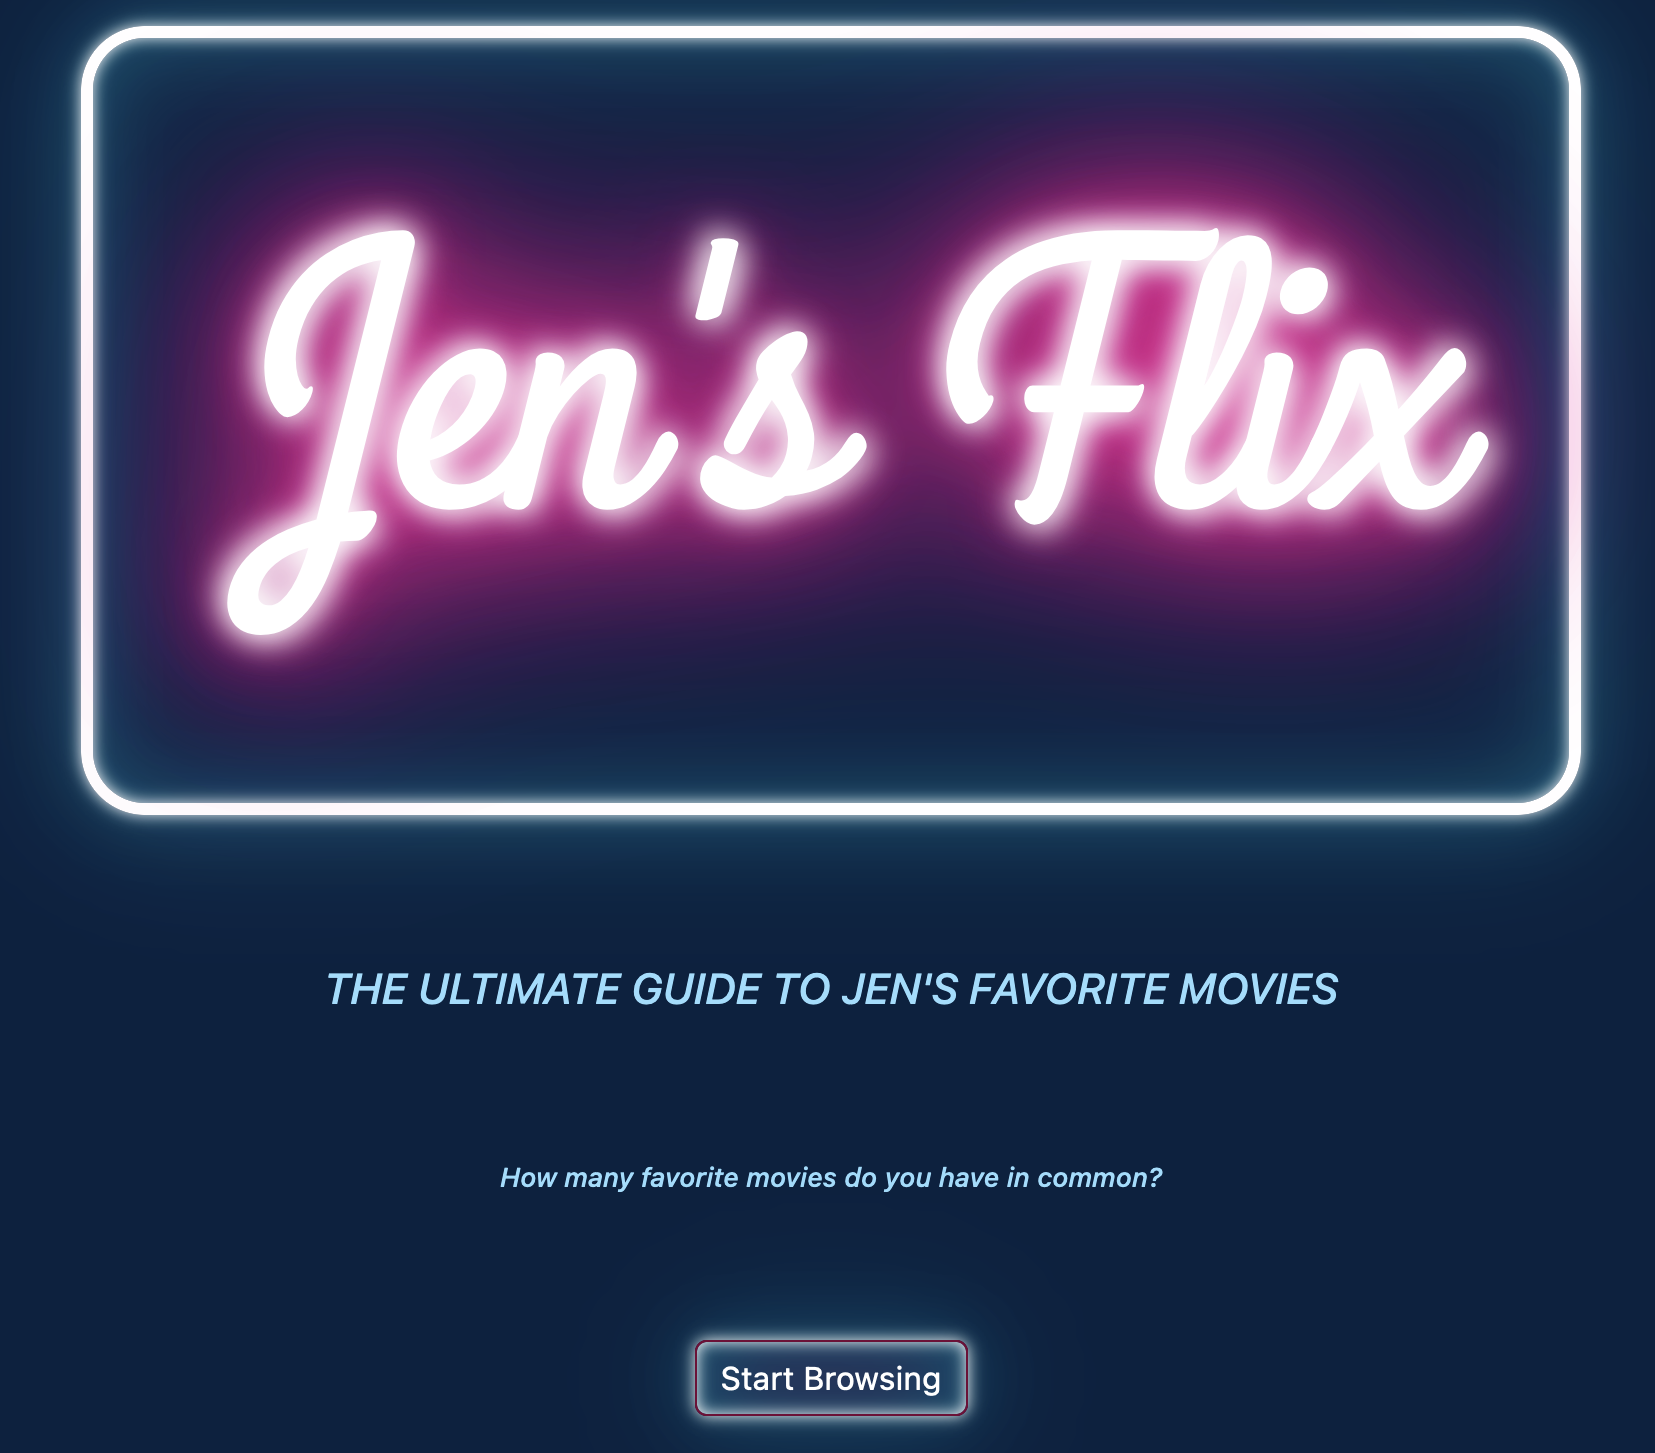 Jen's Flix
THE ULTIMATE GUIDE TO JEN'S FAVORITE MOVIES
How many favorite movies do you have in common?
Start Browsing